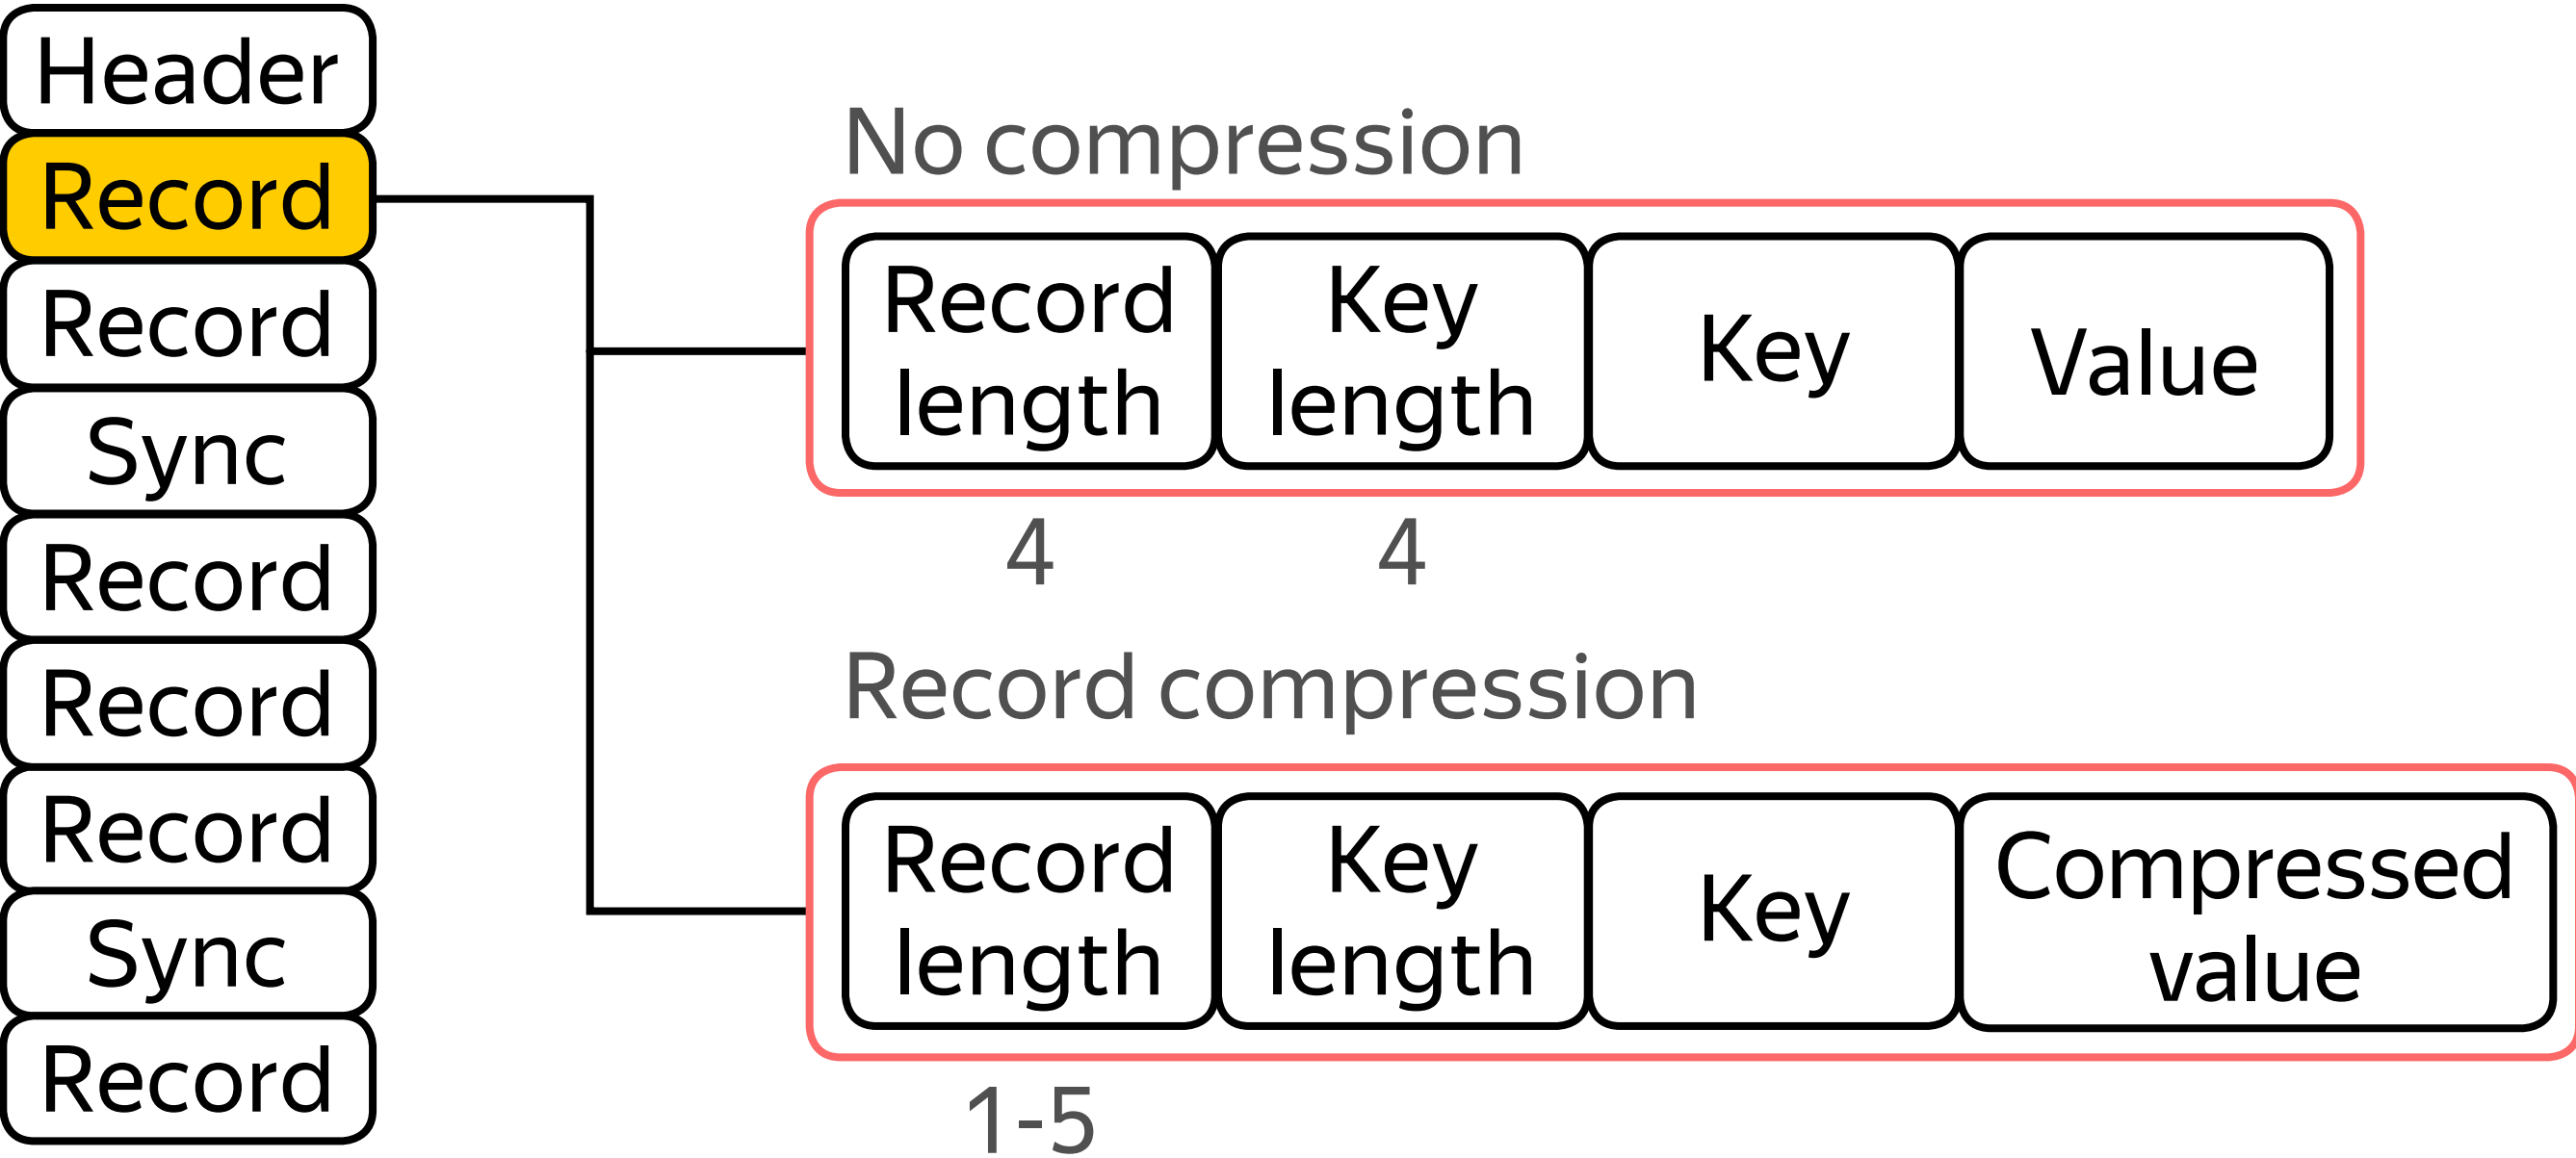 Header
Record
Record
Sync
Record
Record
Record
Sync
Record
No compression
Record
length
Key
length
Key
Value
4
4
Record compression
Record
length
Key
length
Key
Compressed
value
1-5